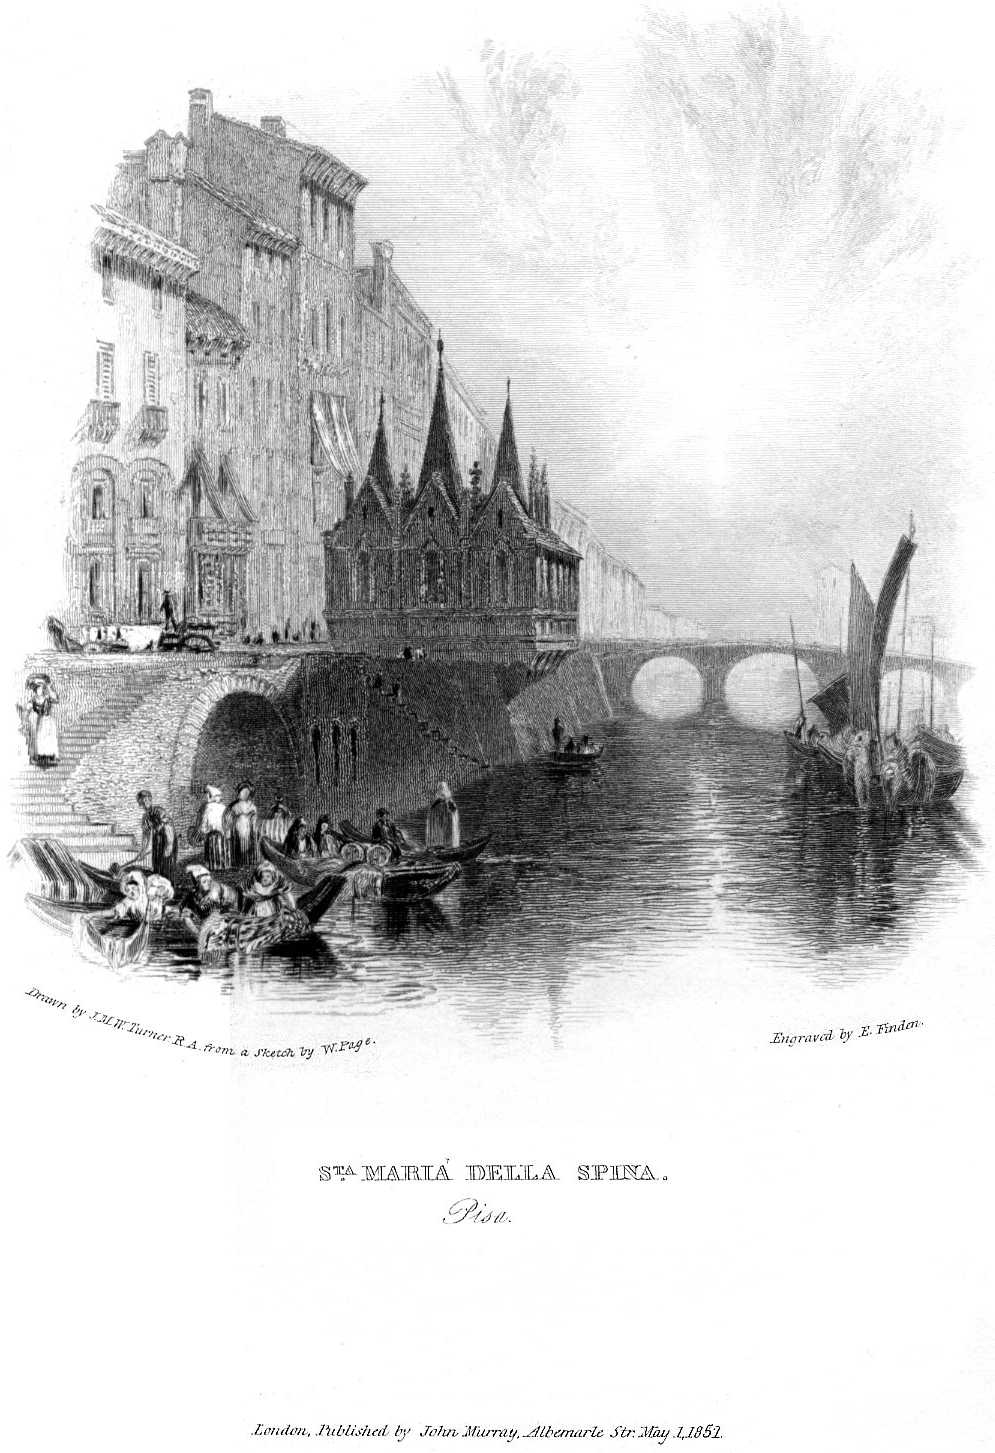 Drawn by J.M.W. Turner R.A. from a Sketch by W. Page.
Engraved by E. Finden.
STA MARIA DELLA SPINA.
Pisa.
London, Published by John Murray, Albemarle Str. May 1, 1851.